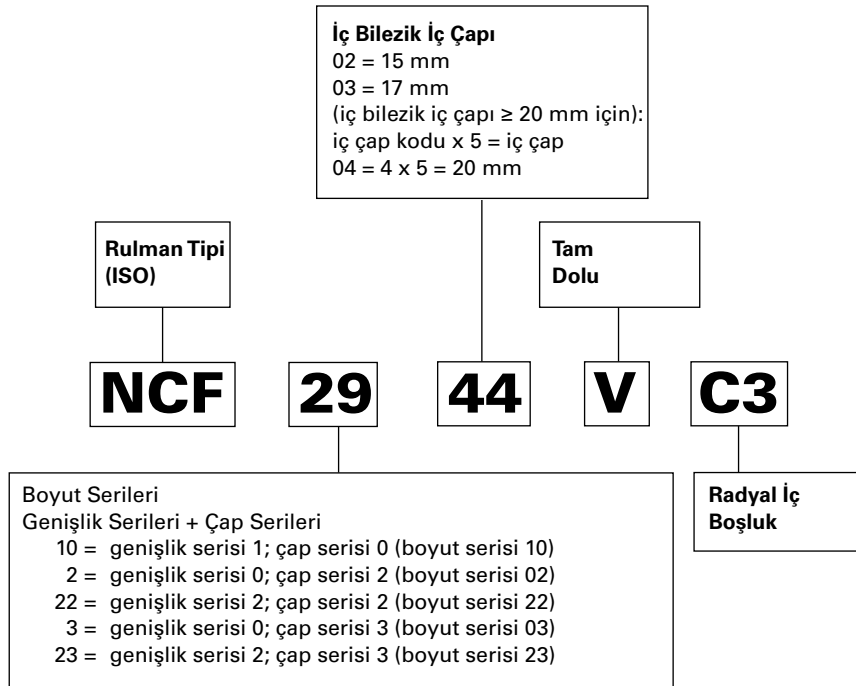 İç Bilezik İç Çapı
02 = 15 mm
03 = 17 mm
(iç bilezik iç çapı ≥ 20 mm için):
iç çap kodu x 5 = iç çap
04 = 4 x 5 = 20 mm
Rulman Tipi
(ISO)
Tam
Dolu
NCF 29 44 V C3
Boyut Serileri
Genişlik Serileri + Çap Serileri
10 = genişlik serisi 1; çap serisi 0 (boyut serisi 10)
2 = genişlik serisi 0; çap serisi 2 (boyut serisi 02)
22 = genişlik serisi 2; çap serisi 2 (boyut serisi 22)
3 = genişlik serisi 0; çap serisi 3 (boyut serisi 03)
23 = genişlik serisi 2; çap serisi 3 (boyut serisi 23)
Radyal İç
Boşluk